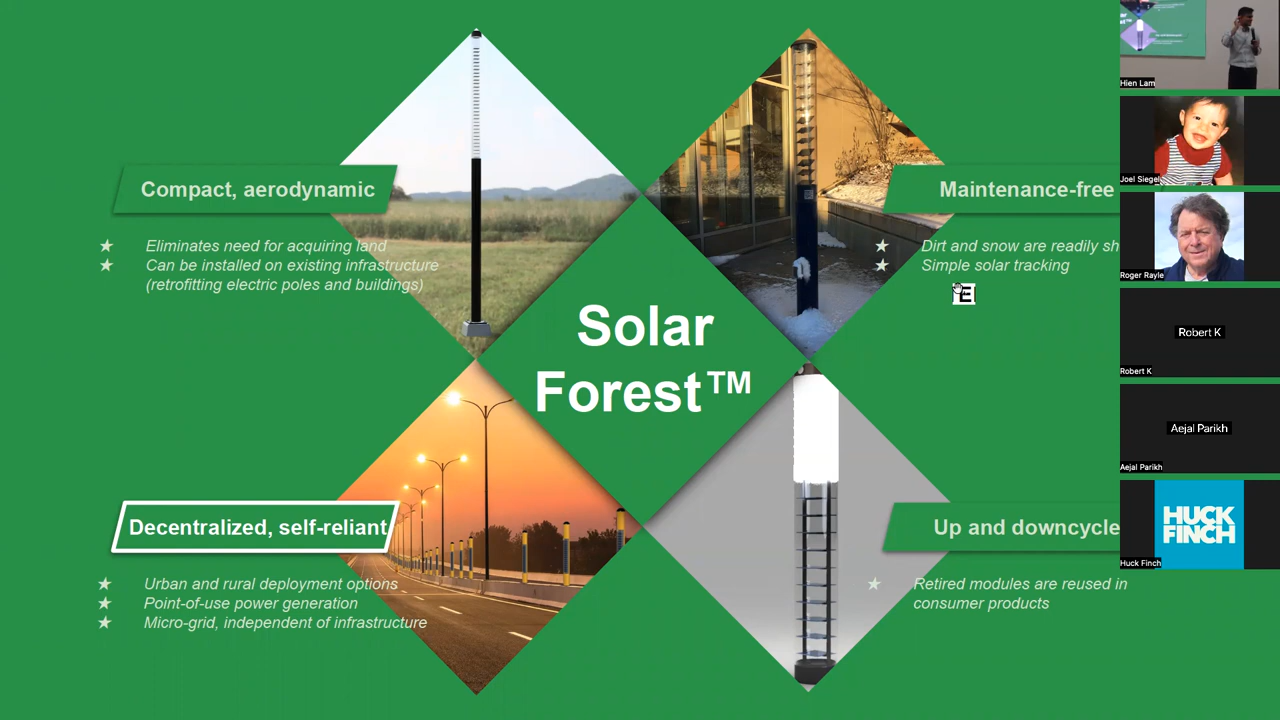 Compact, aerodynamic
★ Eliminates need for acquiring land
★ Can be installed on existing infrastructure
(retrofitting electric poles and buildings)
Maintenance-free
★ Dirt and snow are readily sh
★ Simple solar tracking
E
Solar
Forest™
Decentralized, self-reliant
★ Urban and rural deployment options
★ Point-of-use power generation
★ Micro-grid, independent of infrastructure
Up and downcycle
★ Retired modules are reused in
consumer products
Hien Lam
Joel Siegel
Roger Rayle
Robert K
Robert K
Aejal Parikh
Aejal Parikh
HUCK
FINCH
Huck Finch